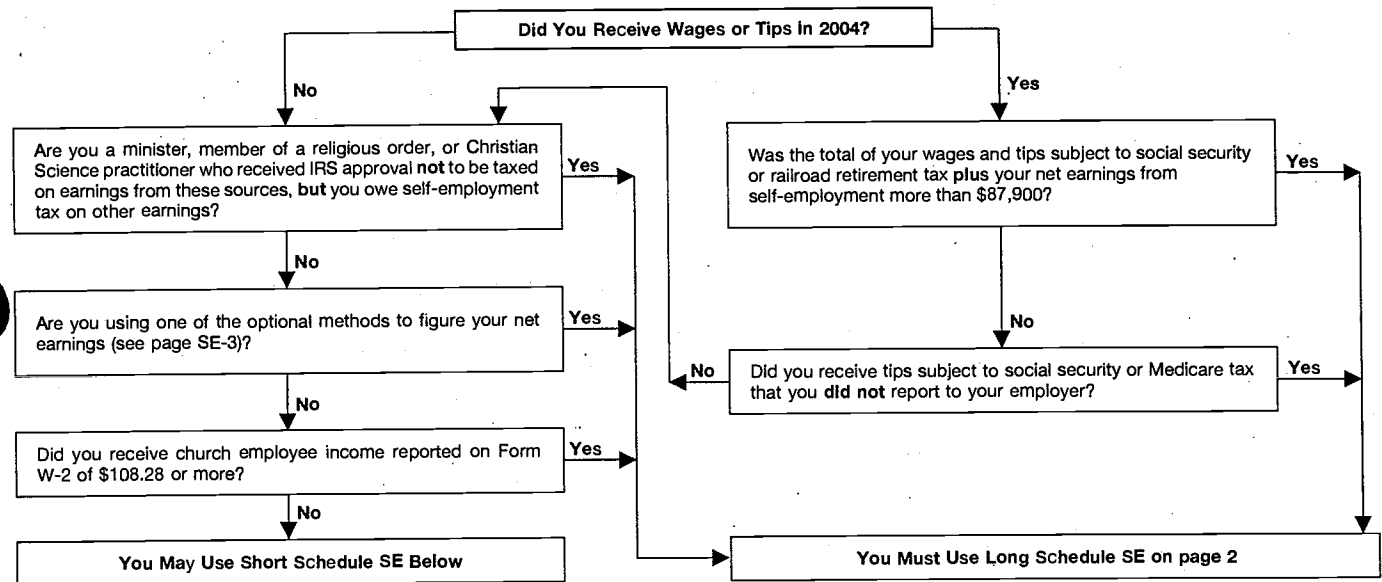 Did You Receive Wages or Tips in 2004?
No
Yes
Are you a minister, member of a religious order, or Christian
Science practitioner who received IRS approval not to be taxed
on earnings from these sources, but you owe self-employment
tax on other earnings?
Yes
Was the total of your wages and tips subject to social security
or railroad retirement tax plus your net earnings from
self-employment more than $87,900?
Yes
No
Are you using one of the optional methods to figure your net
earnings (see page SE-3)?
Yes
No
No
Did you receive tips subject to social security or Medicare tax
that you did not report to your employer?
Yes
No
Did you receive church employee income reported on Form
W-2 of $108.28 or more?
Yes
No
You May Use Short Schedule SE Below
You Must Use Long Schedule SE on page 2